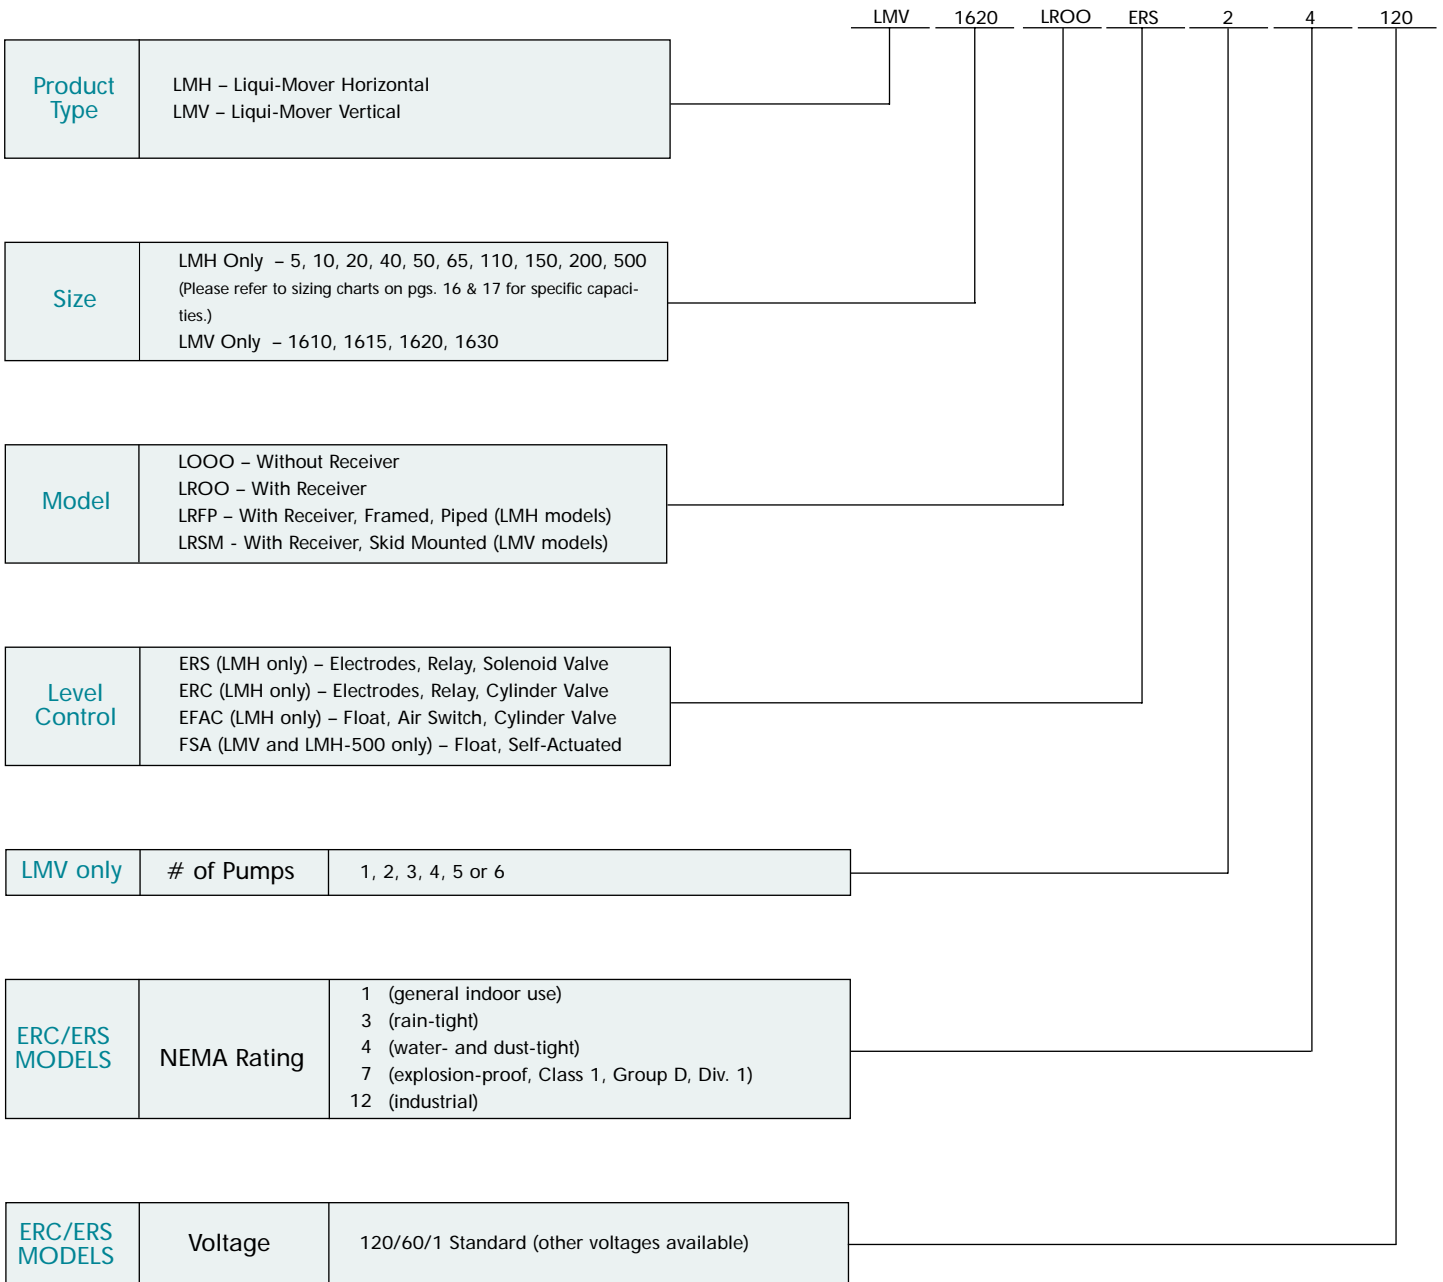 LMV 1620 LROO ERS 2 4 120
Product
Type
LMH – Liqui-Mover Horizontal
LMV – Liqui-Mover Vertical
Size
LMH Only – 5, 10, 20, 40, 50, 65, 110, 150, 200, 500
(Please refer to sizing charts on pgs. 16 & 17 for specific capaci-
ties.)
LMV Only – 1610, 1615, 1620, 1630
Model
LOOO – Without Receiver
LROO – With Receiver
LRFP – With Receiver, Framed, Piped (LMH models)
LRSM - With Receiver, Skid Mounted (LMV models)
Level
Control
ERS (LMH only) – Electrodes, Relay, Solenoid Valve
ERC (LMH only) – Electrodes, Relay, Cylinder Valve
EFAC (LMH only) – Float, Air Switch, Cylinder Valve
FSA (LMV and LMH-500 only) – Float, Self-Actuated
LMV only # of Pumps 1, 2, 3, 4, 5 or 6
ERC/ERS
MODELS
NEMA Rating
1 (general indoor use)
3 (rain-tight)
4 (water- and dust-tight)
7 (explosion-proof, Class 1, Group D, Div. 1)
12 (industrial)
ERC/ERS
MODELS
Voltage
120/60/1 Standard (other voltages available)